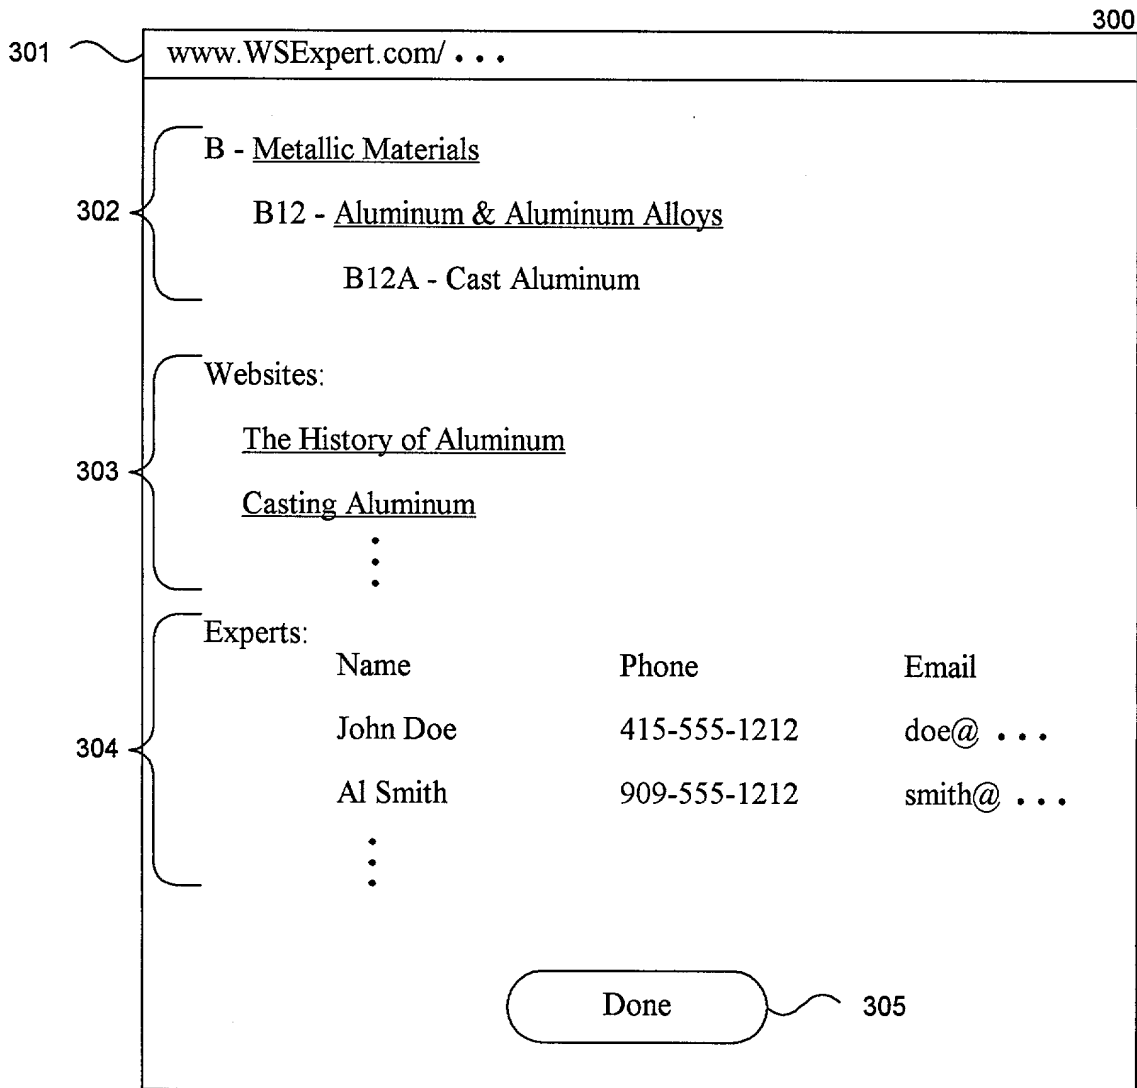 300
301 www.WSExpert.com/ • • •
B - Metallic Materials
302 B12 - Aluminum & Aluminum Alloys
B12A - Cast Aluminum
Websites:
The History of Aluminum
303
Casting Aluminum
Experts:
Name Phone Email
John Doe 415-555-1212 doe@ • • •
304
Al Smith 909-555-1212 smith@ • • •
Done 305